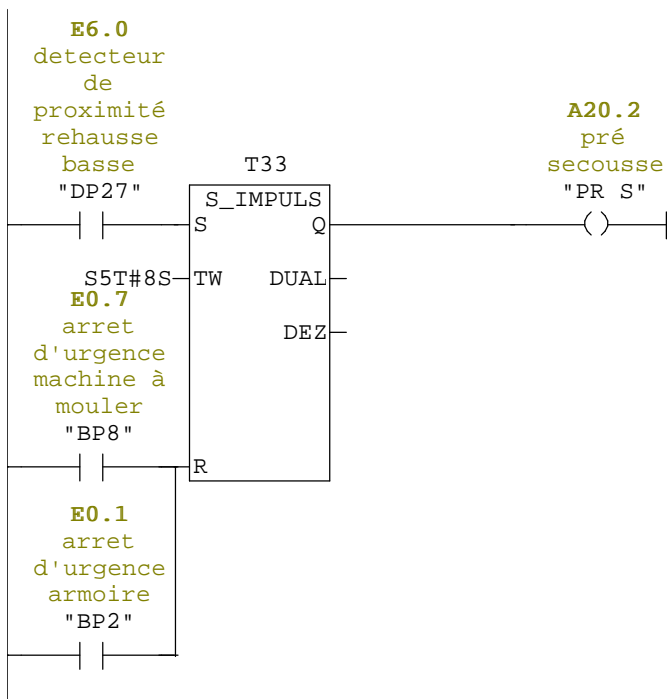 E6.0
detecteur
de
proximité
rehausse
basse
"DP27"
A20.2
pré
secousse
"PR S"
T33
S_IMPULS
S Q
S5T#8S TW DUAL
DEZ
E0.7
arret
d'urgence
machine à
mouler
"BP8"
R
E0.1
arret
d'urgence
armoire
"BP2"